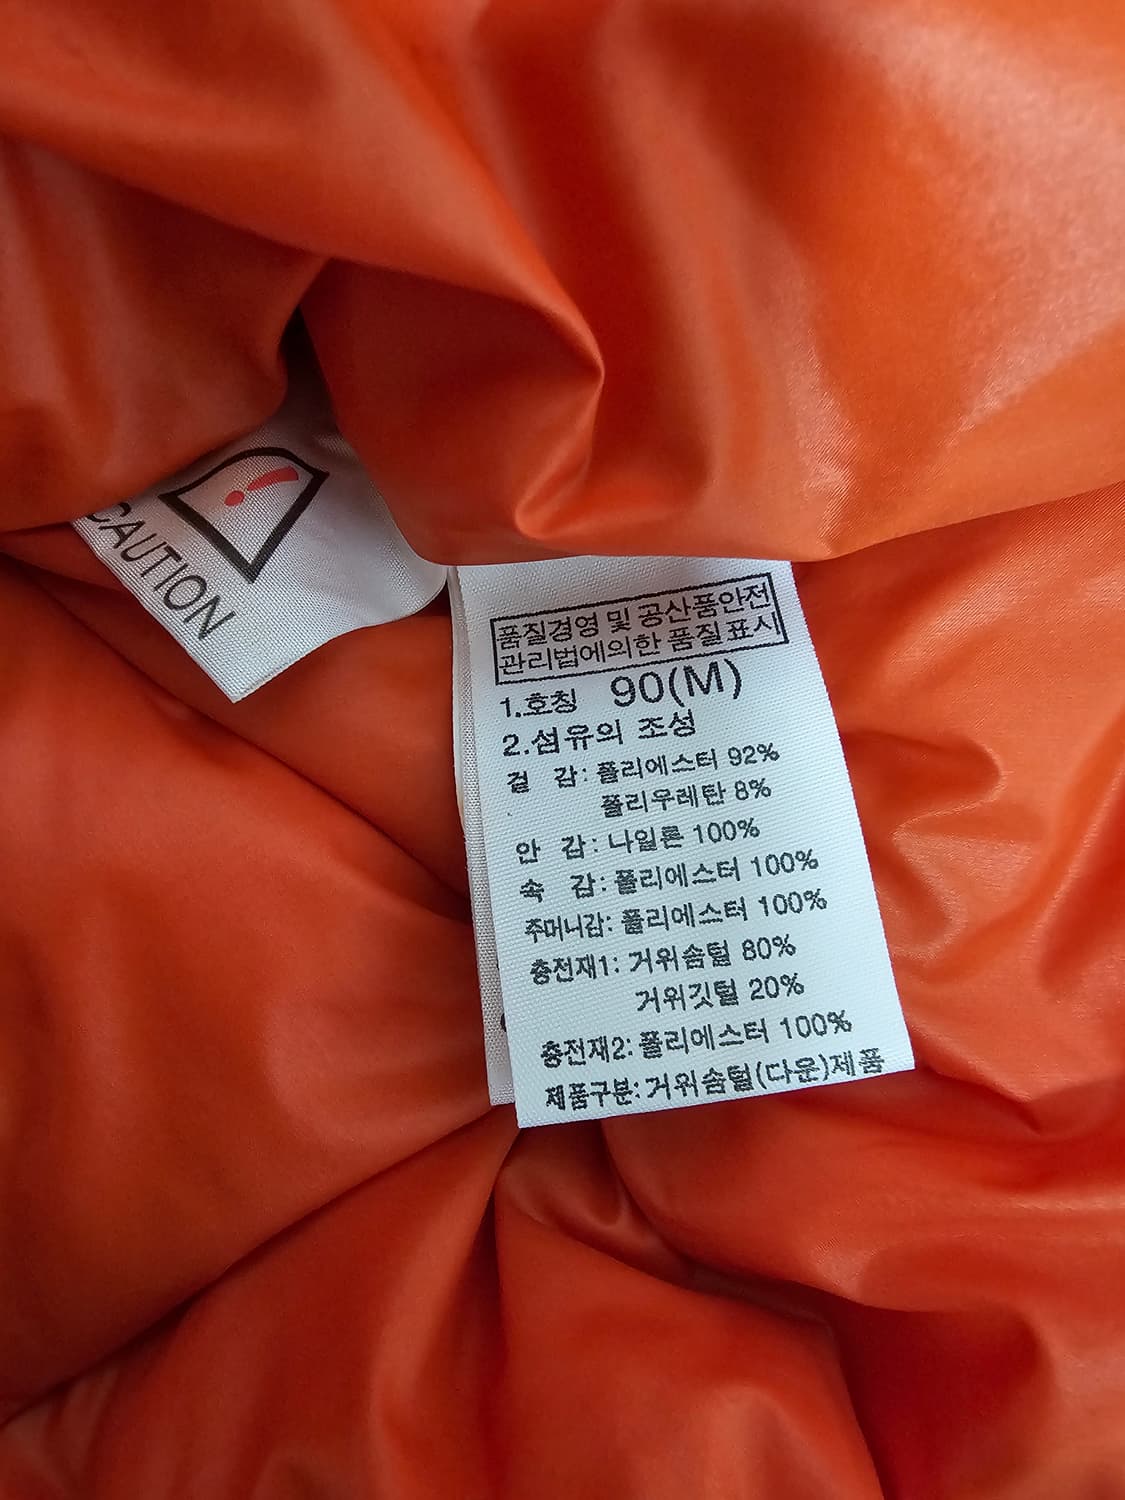 CAUTION
품질경영 및 공산품안전
관리법에의한 품질표시
1.호칭 90(M)
2.섬유의 조성
겉 감: 폴리에스터 92%
폴리우레탄 8%
안 감: 나일론 100%
속 감: 폴리에스터 100%
주머니감: 폴리에스터 100%
충전재1: 거위솜털 80%
거위깃털 20%
충전재2: 폴리에스터 100%
제품구분: 거위솜털(다운)제품